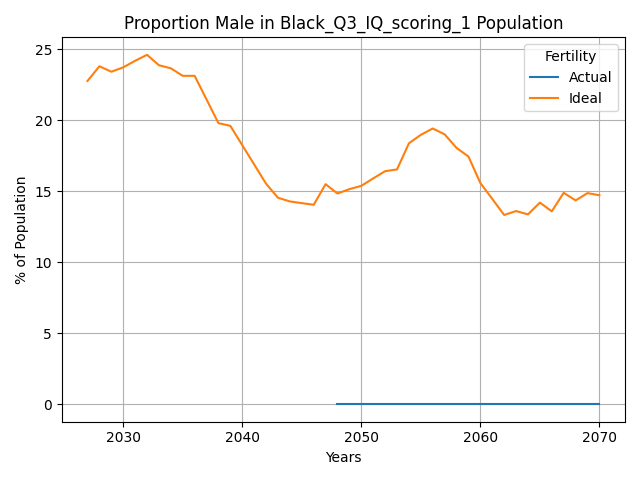 Proportion Male in Black_Q3_IQ_scoring_1 Population
Fertility
Actual
Ideal
% of Population
25
20
15
10
5
0
2030
2040
2050
2060
2070
Years